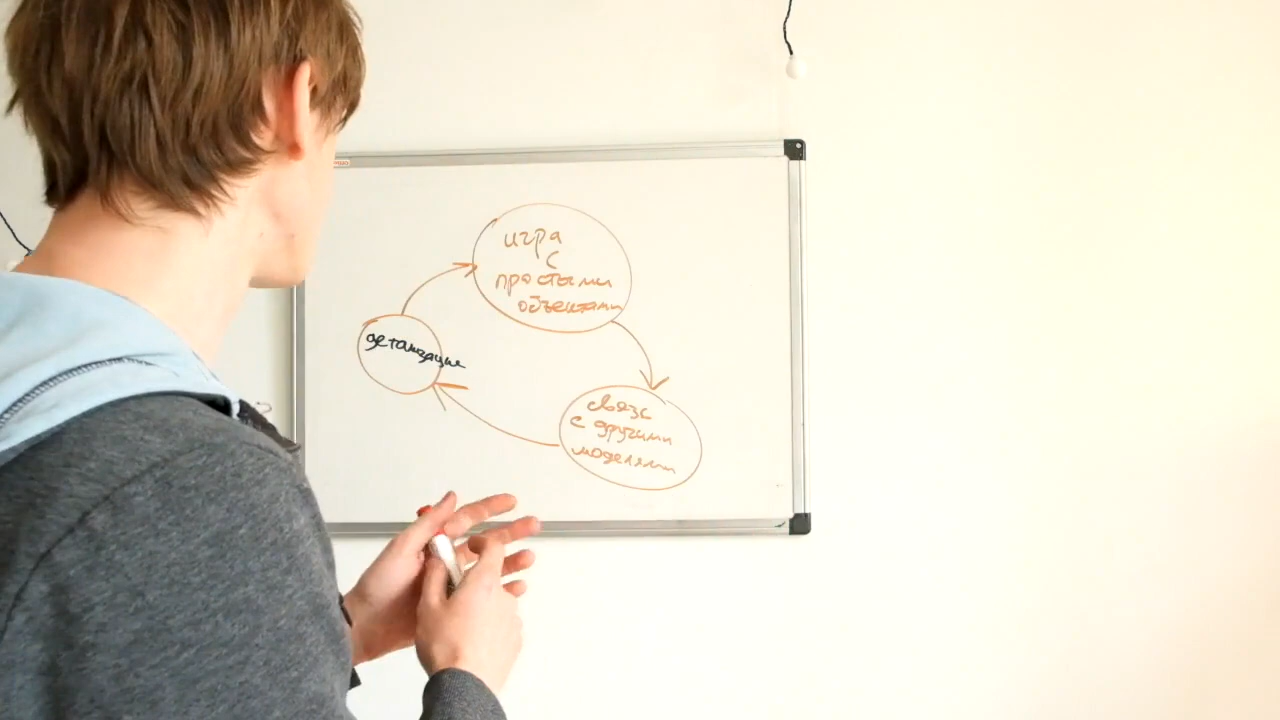 игра
с
простыми
объектами
детализация
связь
с другими
моделями